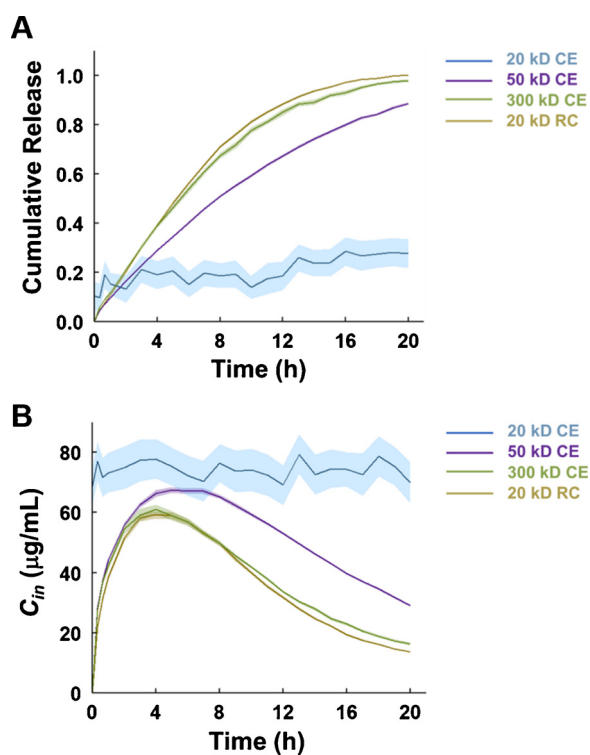 A
Cumulative Release
1.0
0.8
0.6
0.4
0.2
0.0
0 4 8 12 16 20
Time (h)
20 kD CE
50 kD CE
300 kD CE
20 kD RC
B
C_in (μg/mL)
80
60
40
20
0
0 4 8 12 16 20
Time (h)
20 kD CE
50 kD CE
300 kD CE
20 kD RC